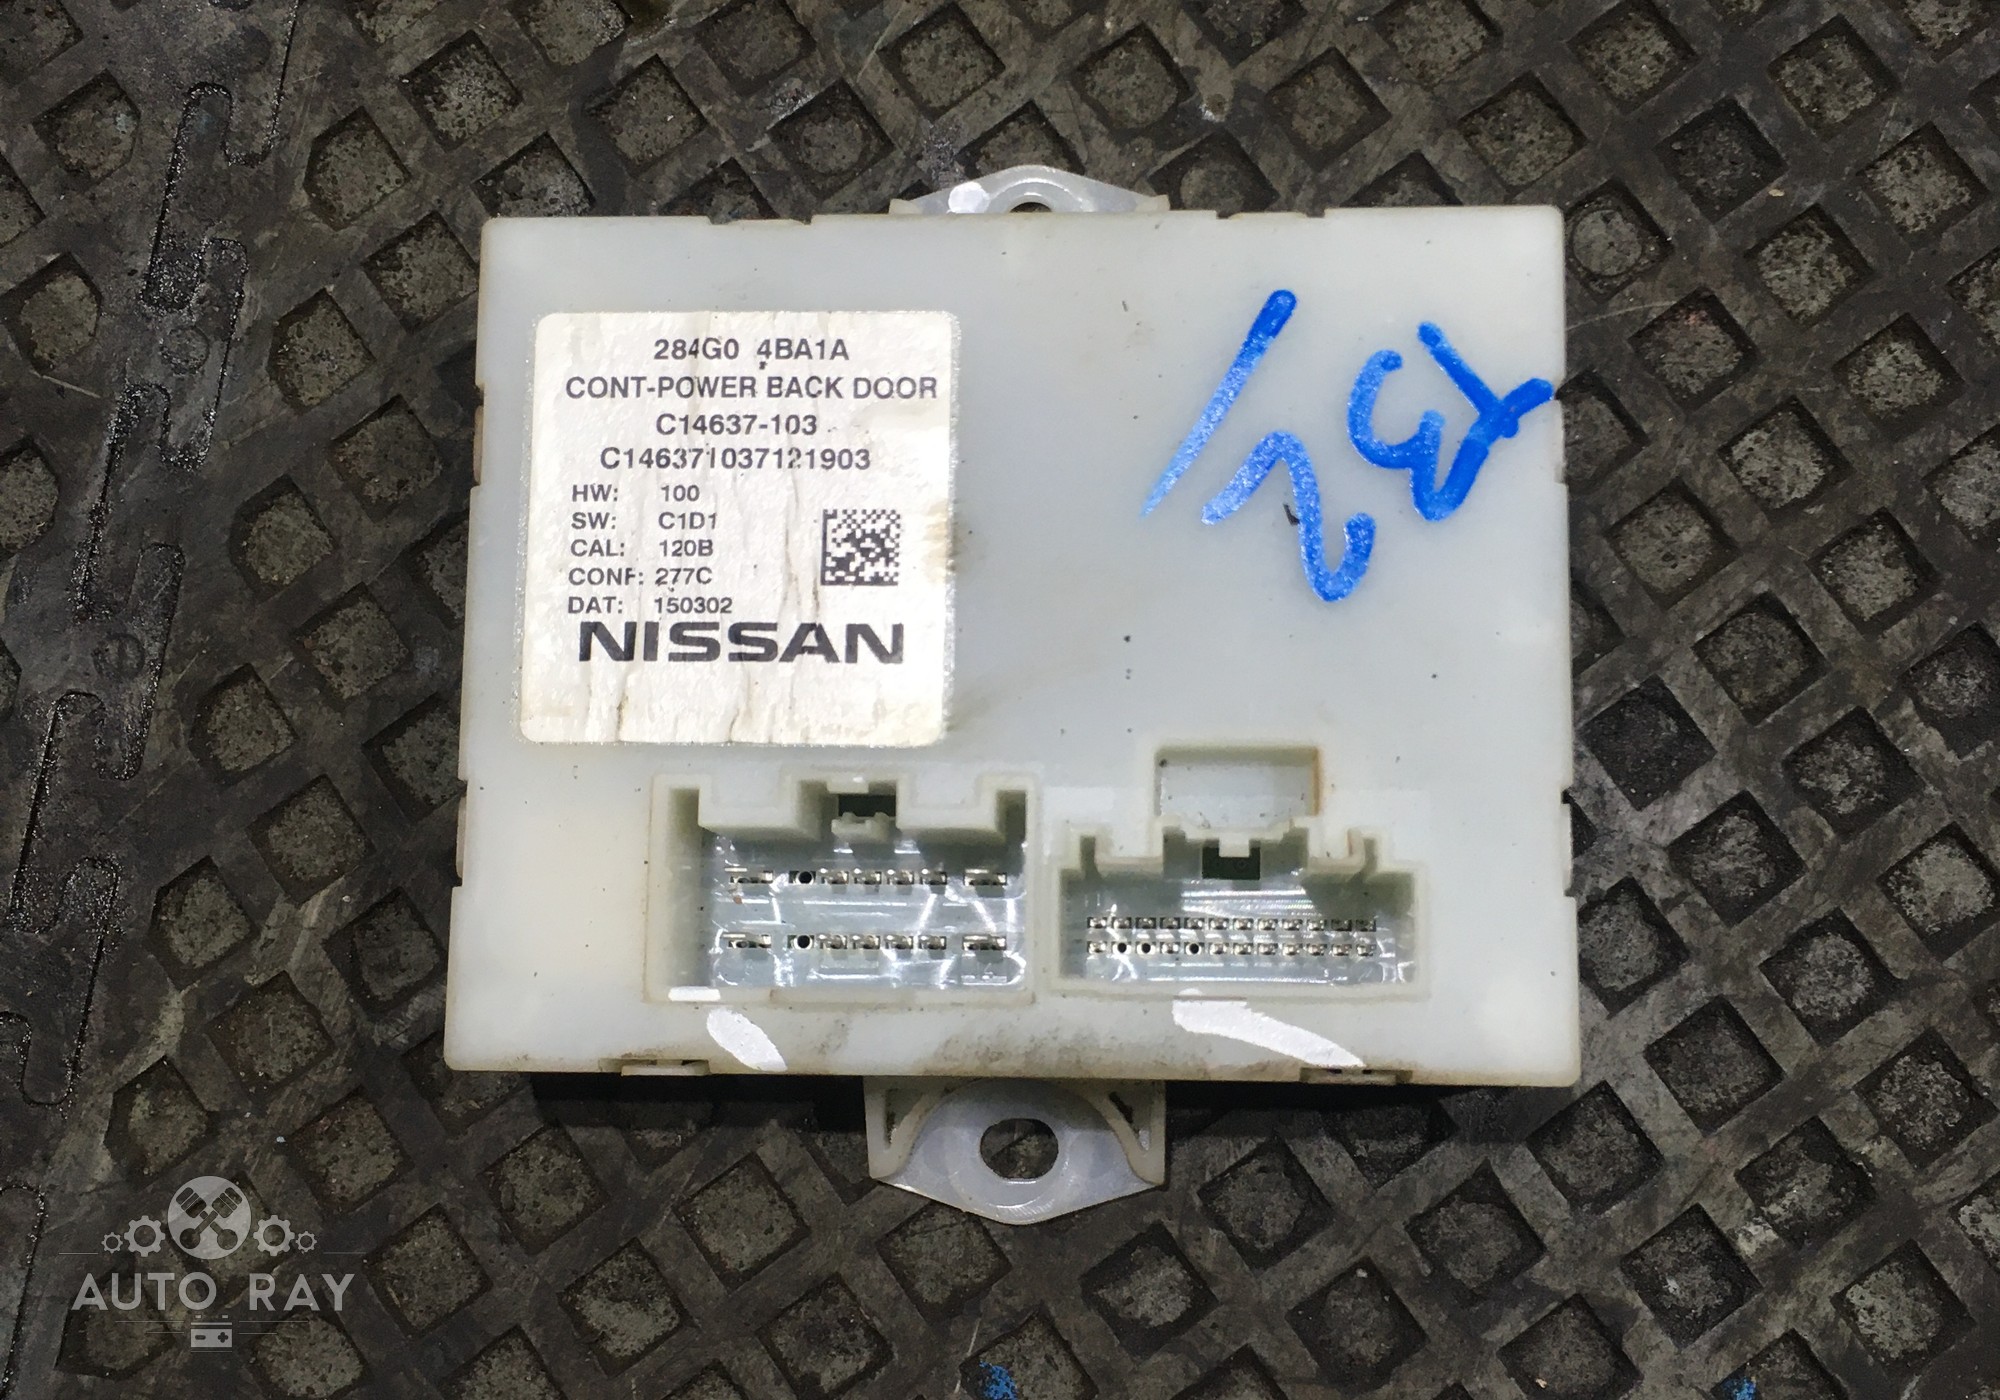 284G0 4BA1A
CONT-POWER BACK DOOR
C14637-103
C146371037121903
HW: 100
SW: C1D1
CAL: 120B
CONF: 277C
DAT: 150302
NISSAN
AUTO RAY